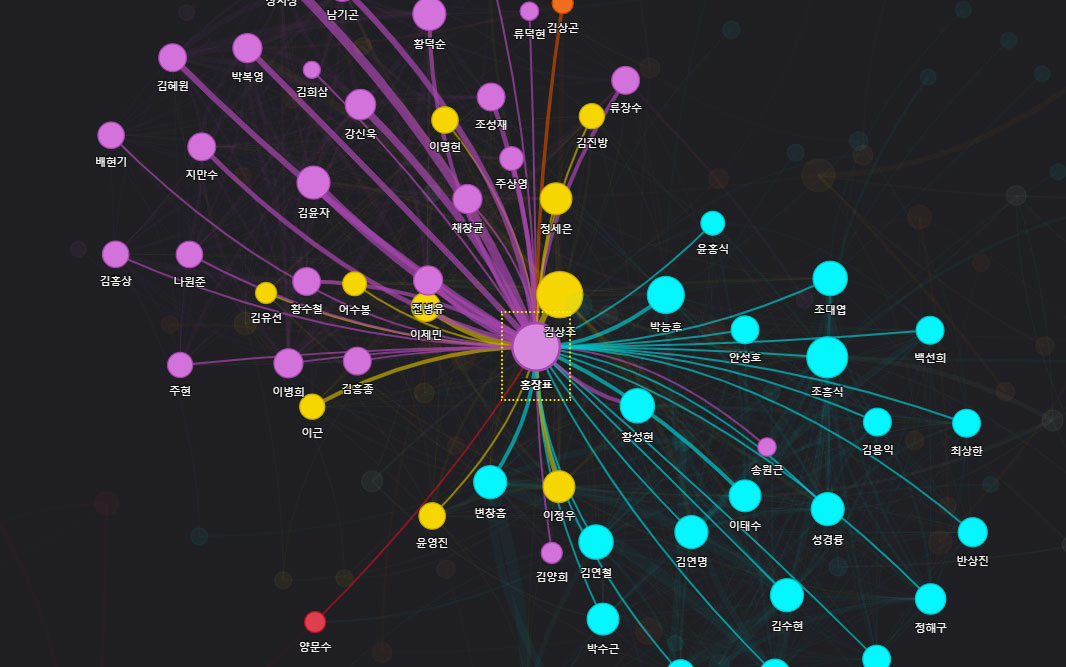 남기곤
황덕순
류덕현
김상곤
김혜원
박복영
김희삼
강신욱
이명헌
조성재
류장수
김진방
배현기
지만수
주상영
김윤자
채창균
정세은
윤홍식
김홍상
나원준
황수철
어수봉
전병유
김유선
이제민
김상조
박능후
조대엽
안성호
백선희
주현
이병희
김흥종
홍장표
조흥식
이근
황성현
송원근
김용익
최상한
윤영진
변창흠
이정우
이태수
성경륭
김양희
김연철
김연명
반상진
양문수
박수근
김수현
정해구